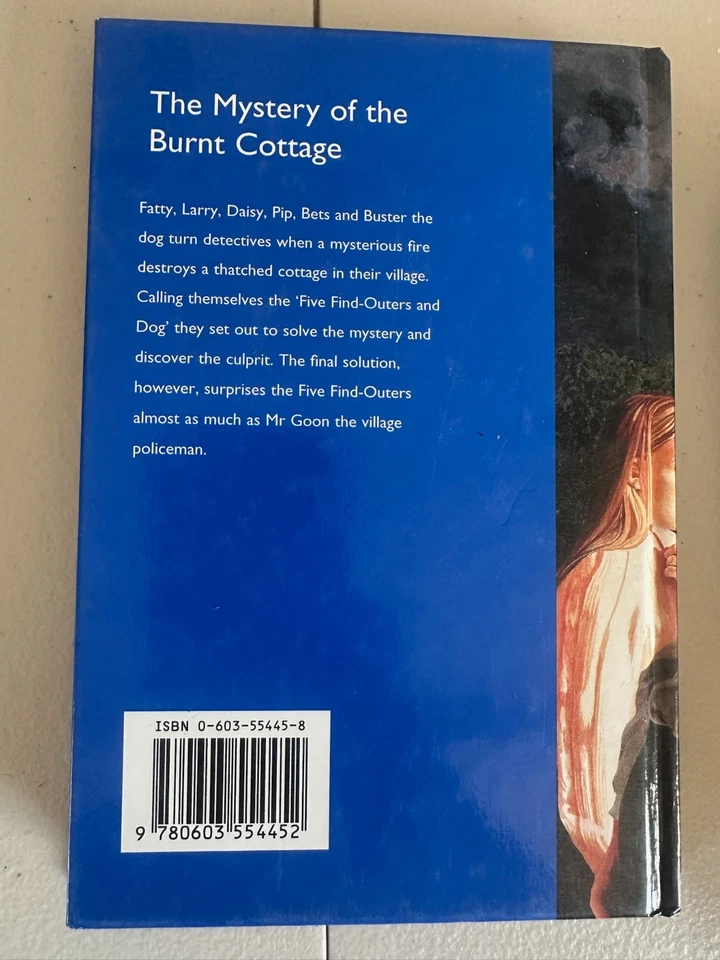 The Mystery of the
Burnt Cottage
Fatty, Larry, Daisy, Pip, Bets and Buster the
dog turn detectives when a mysterious fire
destroys a thatched cottage in their village.
Calling themselves the ‘Five Find-Outers and
Dog’ they set out to solve the mystery and
discover the culprit. The final solution,
however, surprises the Five Find-Outers
almost as much as Mr Goon the village
policeman.
ISBN 0-603-55445-8
9 780603 554452